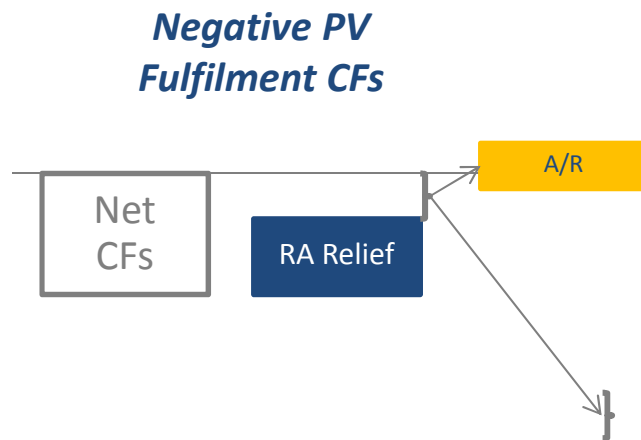 Negative PV
Fulfilment CFs
A/R
Net
CFs
RA Relief